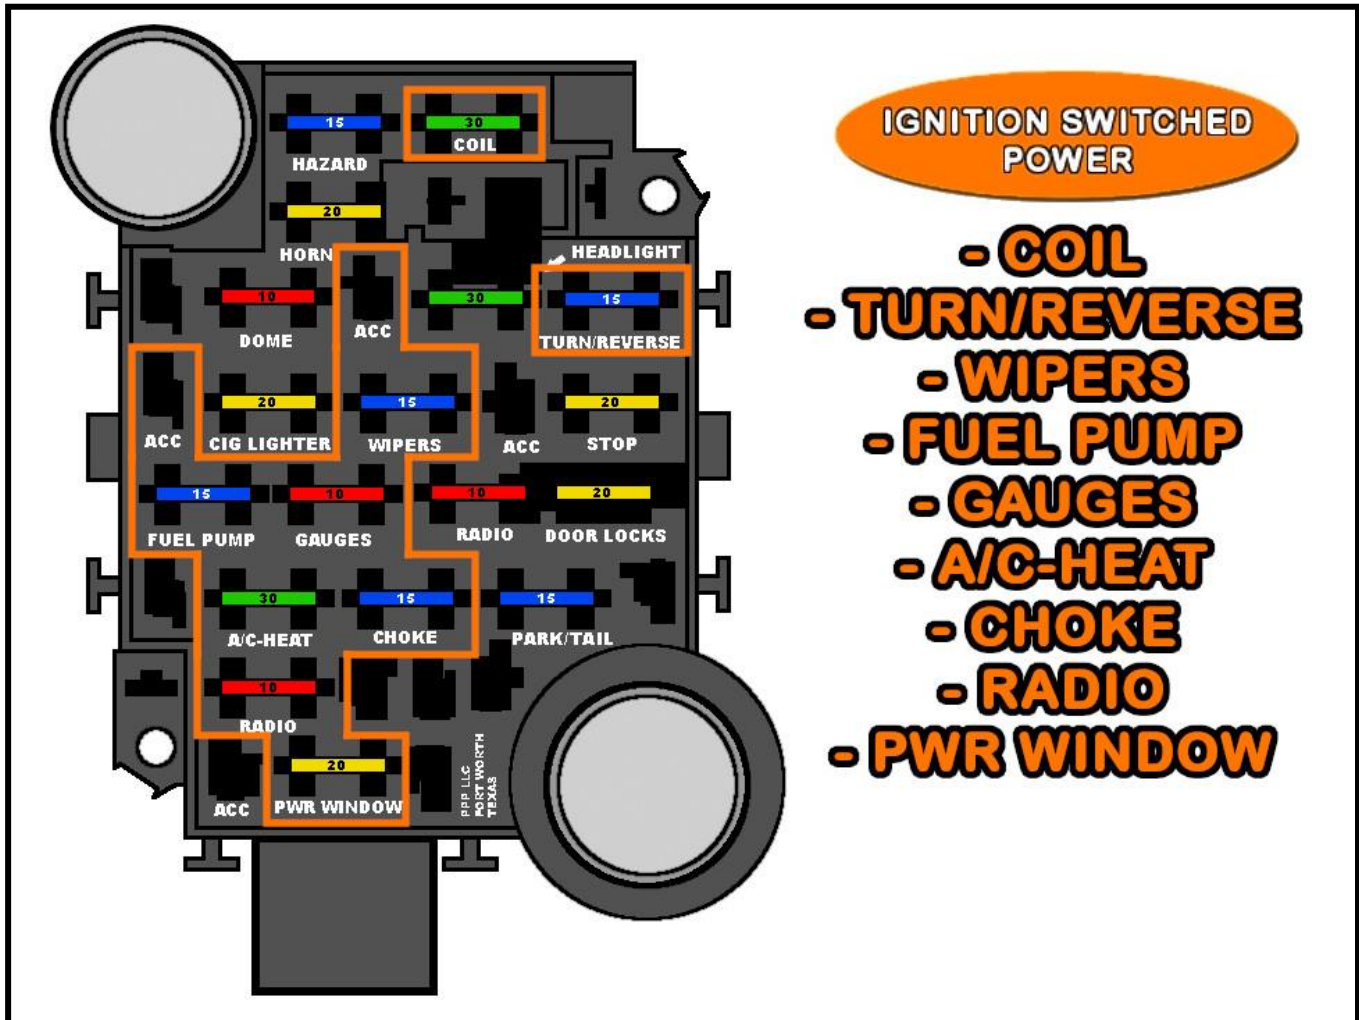 15
30
HAZARD
COIL
20
HORN
HEADLIGHT
10
30
15
DOME
ACC
TURN/REVERSE
20
15
20
ACC
CIG LIGHTER
WIPERS
ACC
STOP
15
10
10
20
FUEL PUMP
GAUGES
RADIO
DOOR LOCKS
30
15
15
A/C-HEAT
CHOKE
PARK/TAIL
10
RADIO
20
ACC
PWR WINDOW
PPP LLC
FORT WORTH
TEXAS
IGNITION SWITCHED
POWER
- COIL
- TURN/REVERSE
- WIPERS
- FUEL PUMP
- GAUGES
- A/C-HEAT
- CHOKE
- RADIO
- PWR WINDOW